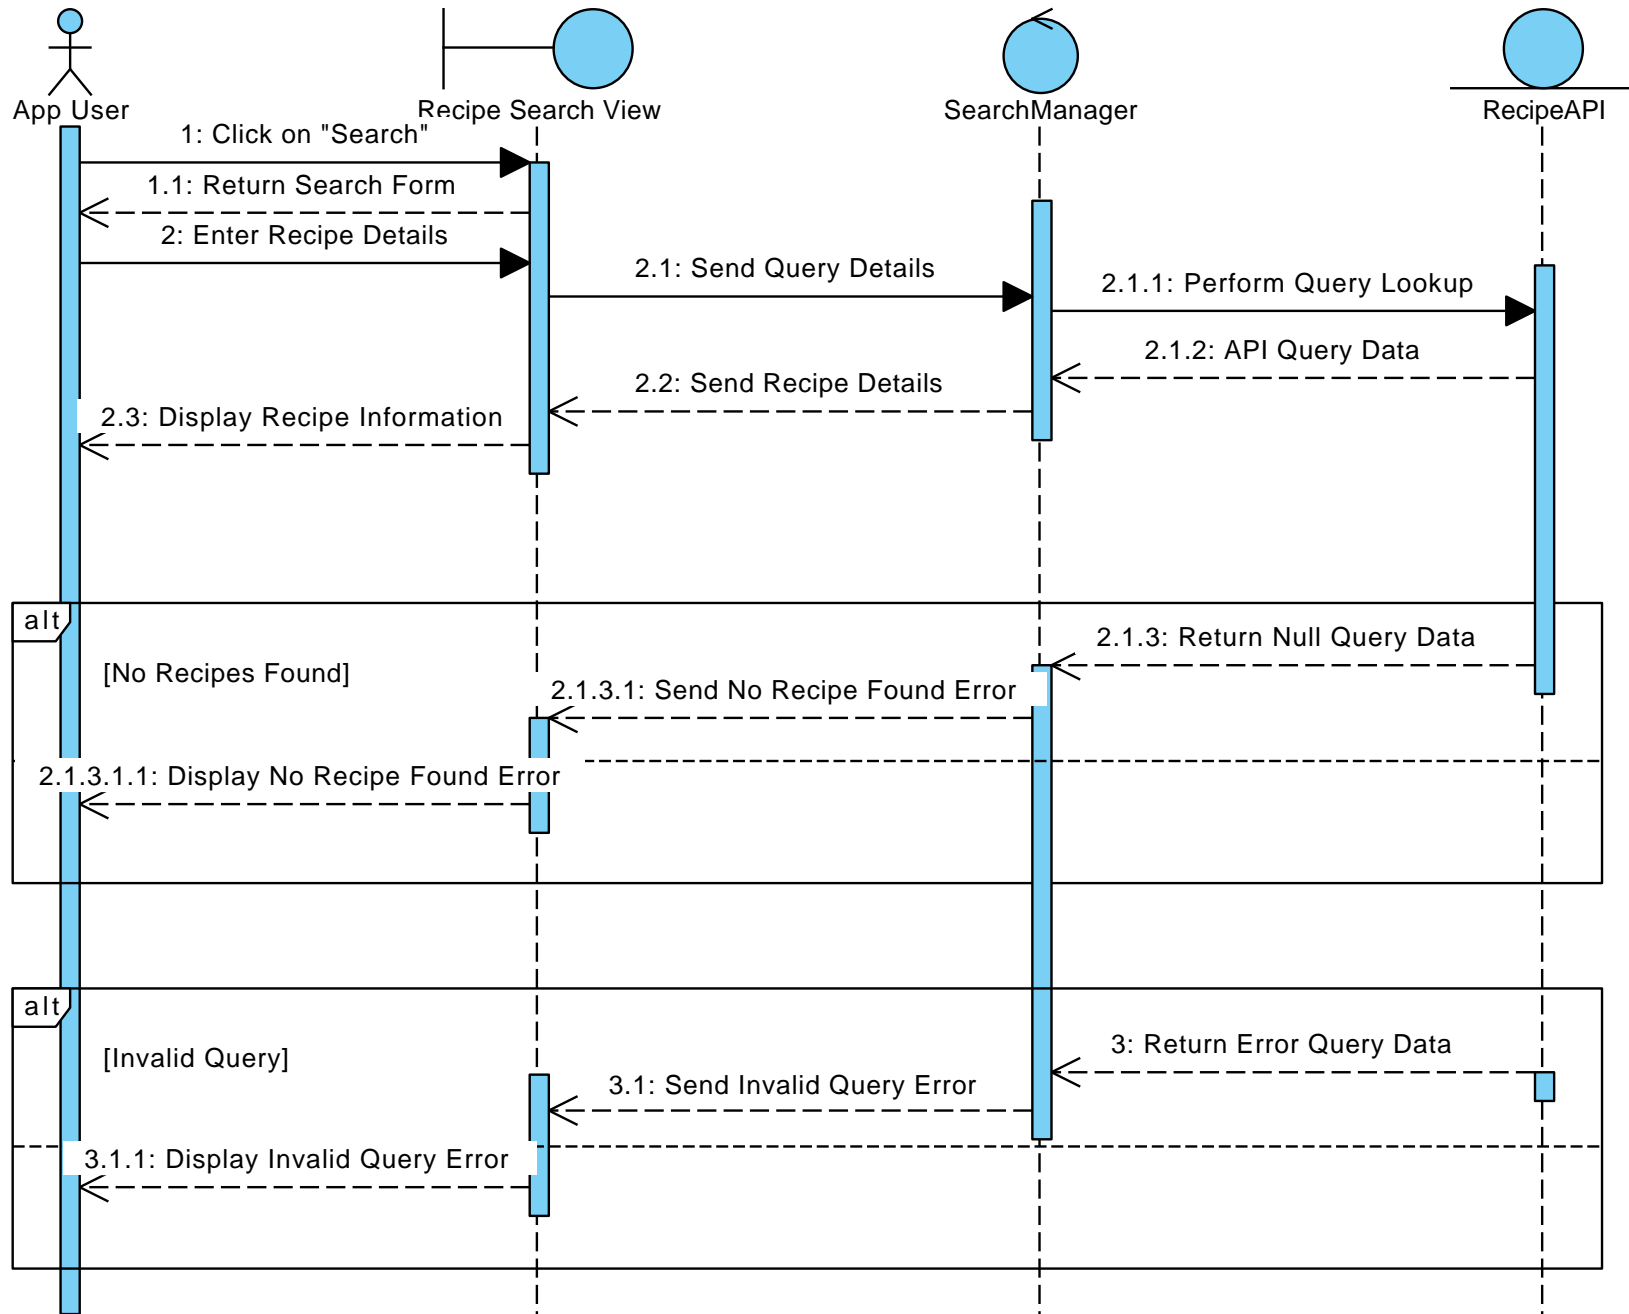 App User
Recipe Search View
SearchManager
RecipeAPI
1: Click on "Search"
1.1: Return Search Form
2: Enter Recipe Details
2.1: Send Query Details
2.1.1: Perform Query Lookup
2.1.2: API Query Data
2.2: Send Recipe Details
2.3: Display Recipe Information
alt
2.1.3: Return Null Query Data
[No Recipes Found]
2.1.3.1: Send No Recipe Found Error
2.1.3.1.1: Display No Recipe Found Error
alt
3: Return Error Query Data
[Invalid Query]
3.1: Send Invalid Query Error
3.1.1: Display Invalid Query Error